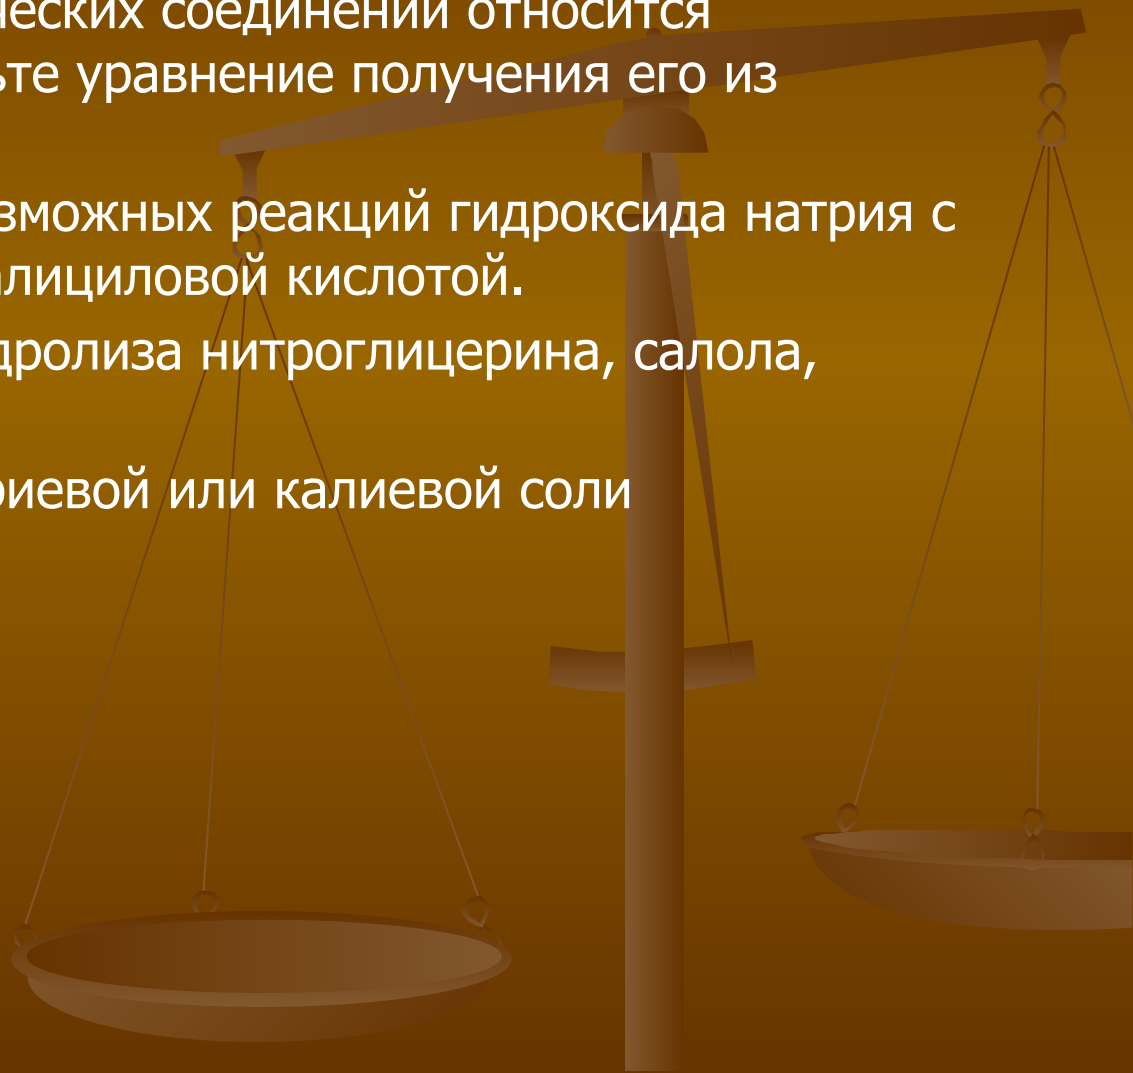 ческих соединений относится
ьте уравнение получения его из
зможных реакций гидроксида натрия с
алициловой кислотой.
дролиза нитроглицерина, салола,
риевой или калиевой соли